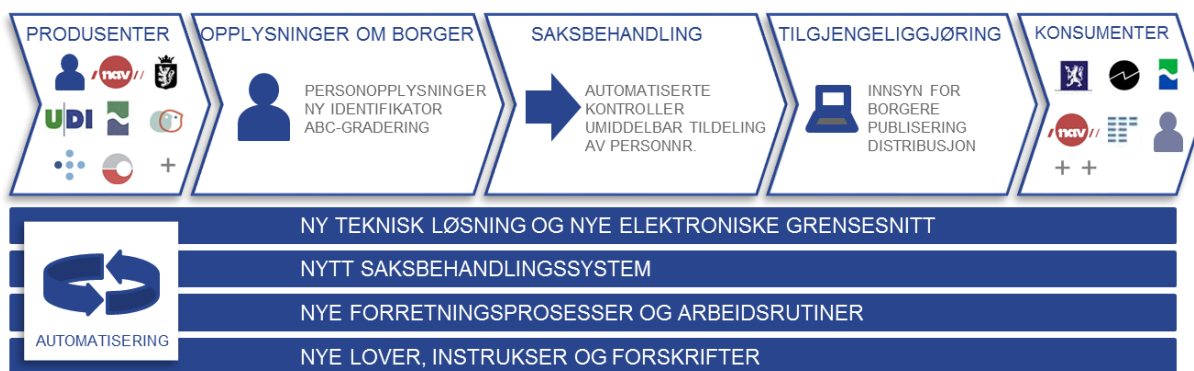 PRODUSENTER
nav
UDI
+
OPPLYSNINGER OM BORGER
PERSONOPPLYSNINGER
NY IDENTIFIKATOR
ABC-GRADERING
SAKSBEHANDLING
AUTOMATISERTE
KONTROLLER
UMIDDELBAR TILDELING
AV PERSONNR.
TILGJENGELIGGJØRING
INNSYN FOR
BORGERE
PUBLISERING
DISTRIBUSJON
KONSUMENTER
nav
+ +
AUTOMATISERING
NY TEKNISK LØSNING OG NYE ELEKTRONISKE GRENSESNITT
NYTT SAKSBEHANDLINGSSYSTEM
NYE FORRETNINGSPROSESSER OG ARBEIDSRUTINER
NYE LOVER, INSTRUKSER OG FORSKRIFTER